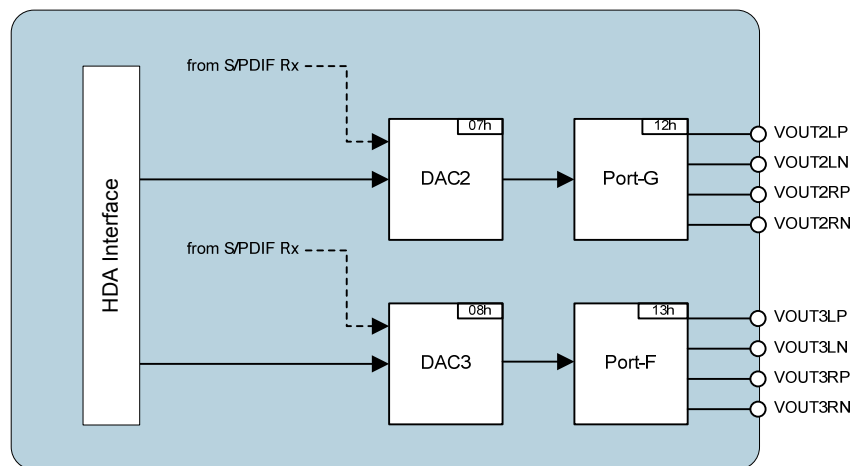 HDA Interface
from S/PDIF Rx
07h
DAC2
12h
Port-G
VOUT2LP
VOUT2LN
VOUT2RP
VOUT2RN
from S/PDIF Rx
08h
DAC3
13h
Port-F
VOUT3LP
VOUT3LN
VOUT3RP
VOUT3RN